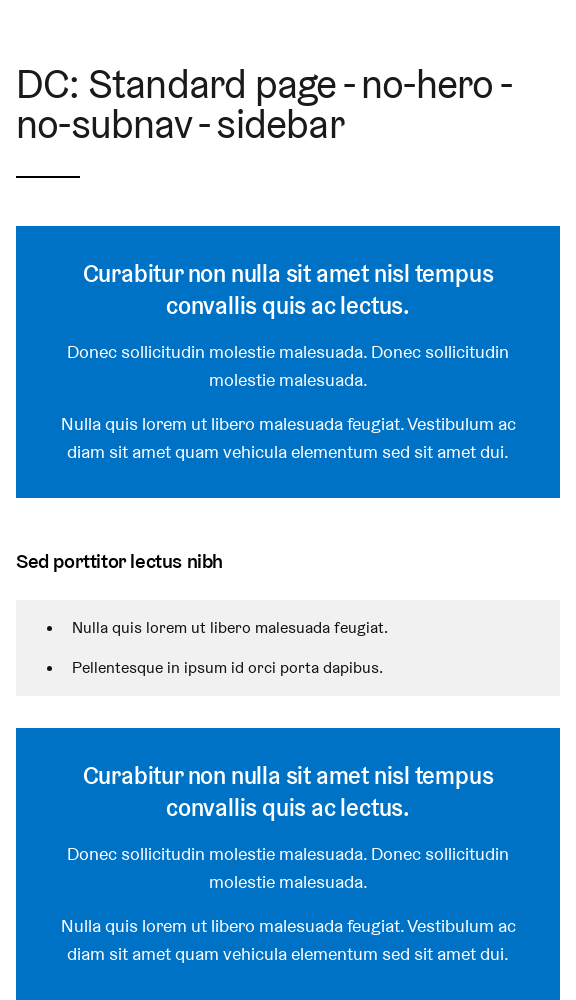 DC: Standard page - no-hero -
no-subnav - sidebar
Curabitur non nulla sit amet nisl tempus
convallis quis ac lectus.
Donec sollicitudin molestie malesuada. Donec sollicitudin
molestie malesuada.
Nulla quis lorem ut libero malesuada feugiat. Vestibulum ac
diam sit amet quam vehicula elementum sed sit amet dui.
Sed porttitor lectus nibh
• Nulla quis lorem ut libero malesuada feugiat.
• Pellentesque in ipsum id orci porta dapibus.
Curabitur non nulla sit amet nisl tempus
convallis quis ac lectus.
Donec sollicitudin molestie malesuada. Donec sollicitudin
molestie malesuada.
Nulla quis lorem ut libero malesuada feugiat. Vestibulum ac
diam sit amet quam vehicula elementum sed sit amet dui.